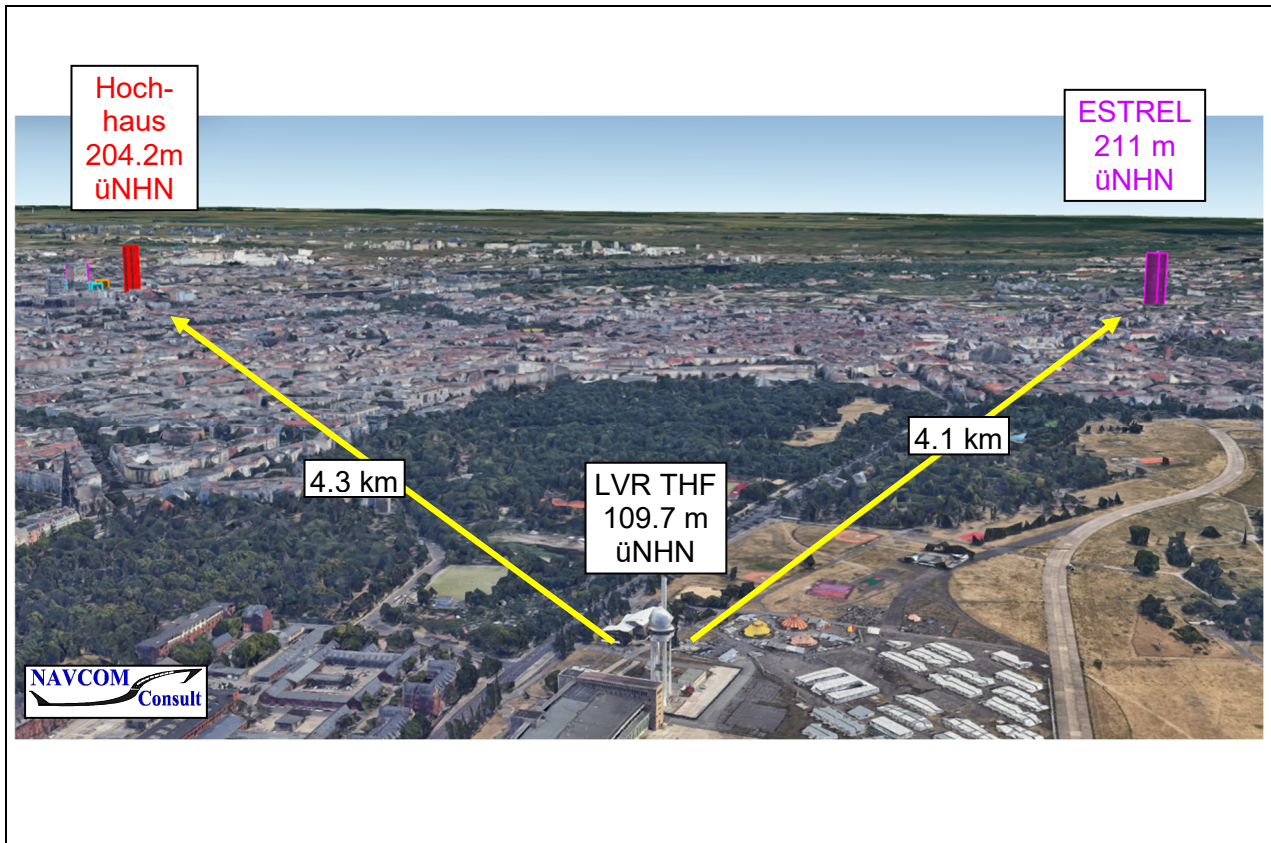 Hoch-
haus
204.2m
üNHN
ESTREL
211 m
üNHN
4.3 km
4.1 km
LVR THF
109.7 m
üNHN
NAVCOM
Consult